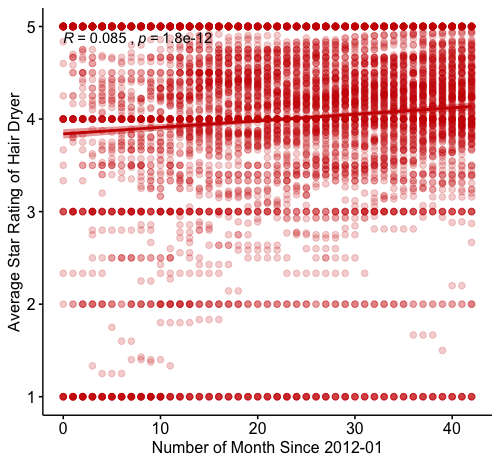 R = 0.085 , p = 1.8e-12
5
4
3
2
1
Average Star Rating of Hair Dryer
0 10 20 30 40
Number of Month Since 2012-01